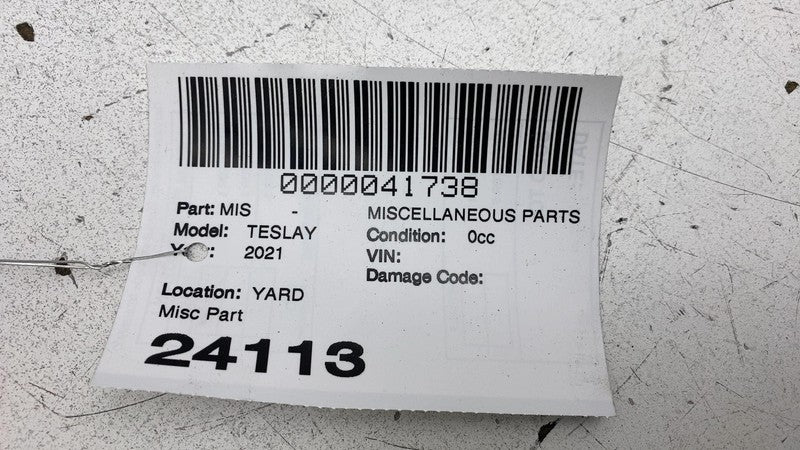 0000041738
Part: MIS - MISCELLANEOUS PARTS
Model: TESLAY Condition: 0cc
2021 VIN:
Damage Code:
Location: YARD
Misc Part
24113